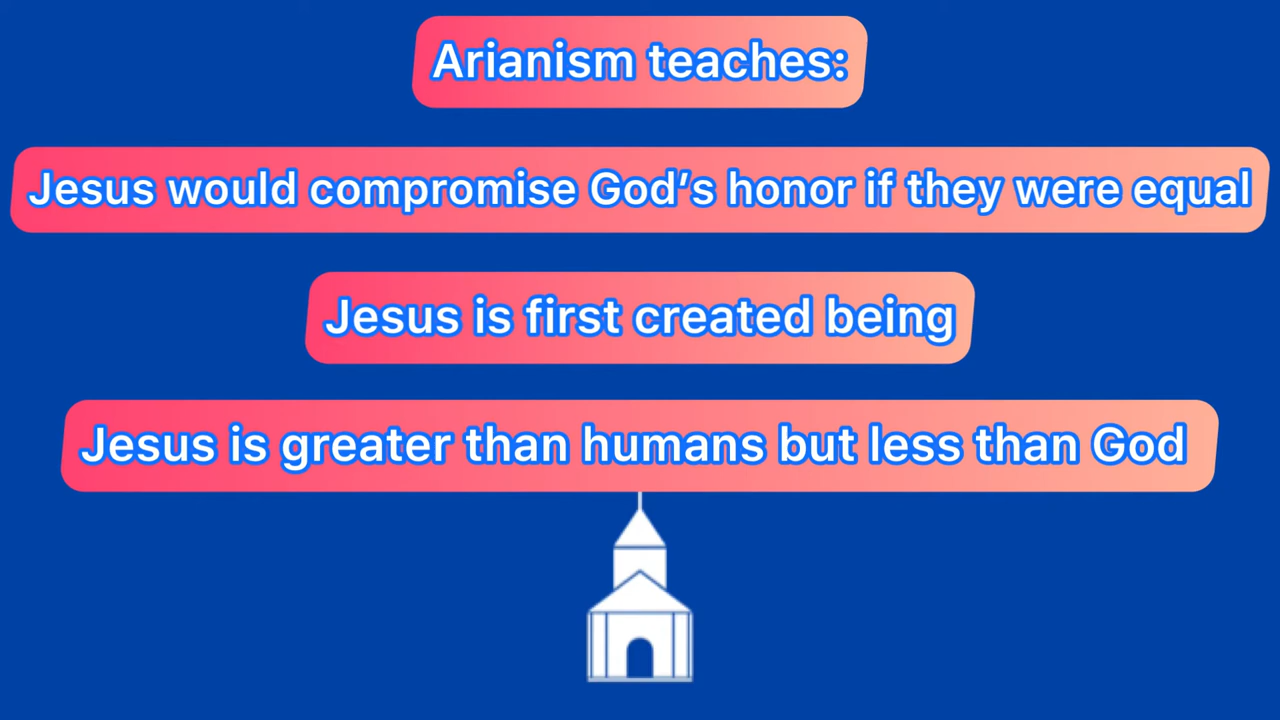 Arianism teaches:
Jesus would compromise God’s honor if they were equal
Jesus is first created being
Jesus is greater than humans but less than God